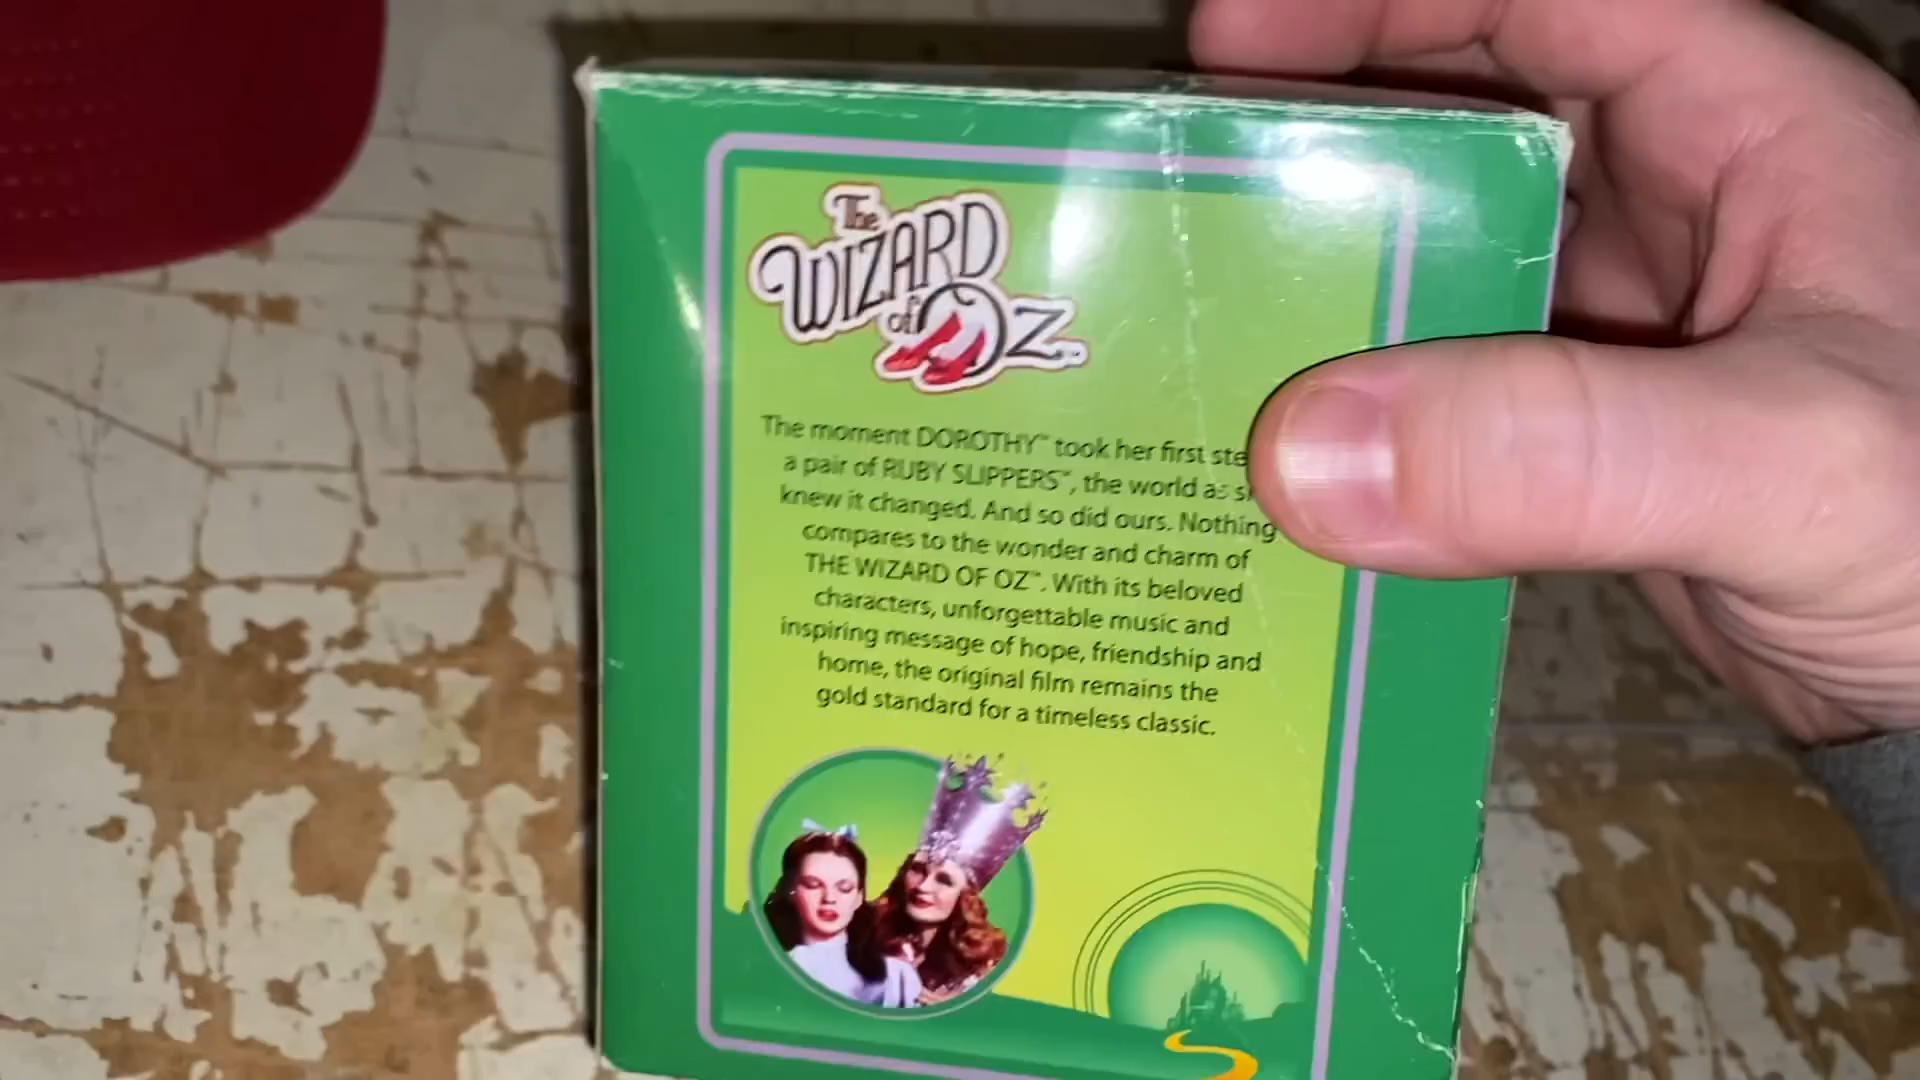 The
WIZARD
of OZ™
The moment DOROTHY™ took her first
a pair of RUBY SLIPPERS™, the world as
knew it changed. And so did ours. Nothing
compares to the wonder and charm of
THE WIZARD OF OZ™. With its beloved
characters, unforgettable music and
inspiring message of hope, friendship and
home, the original film remains the
gold standard for a timeless classic.